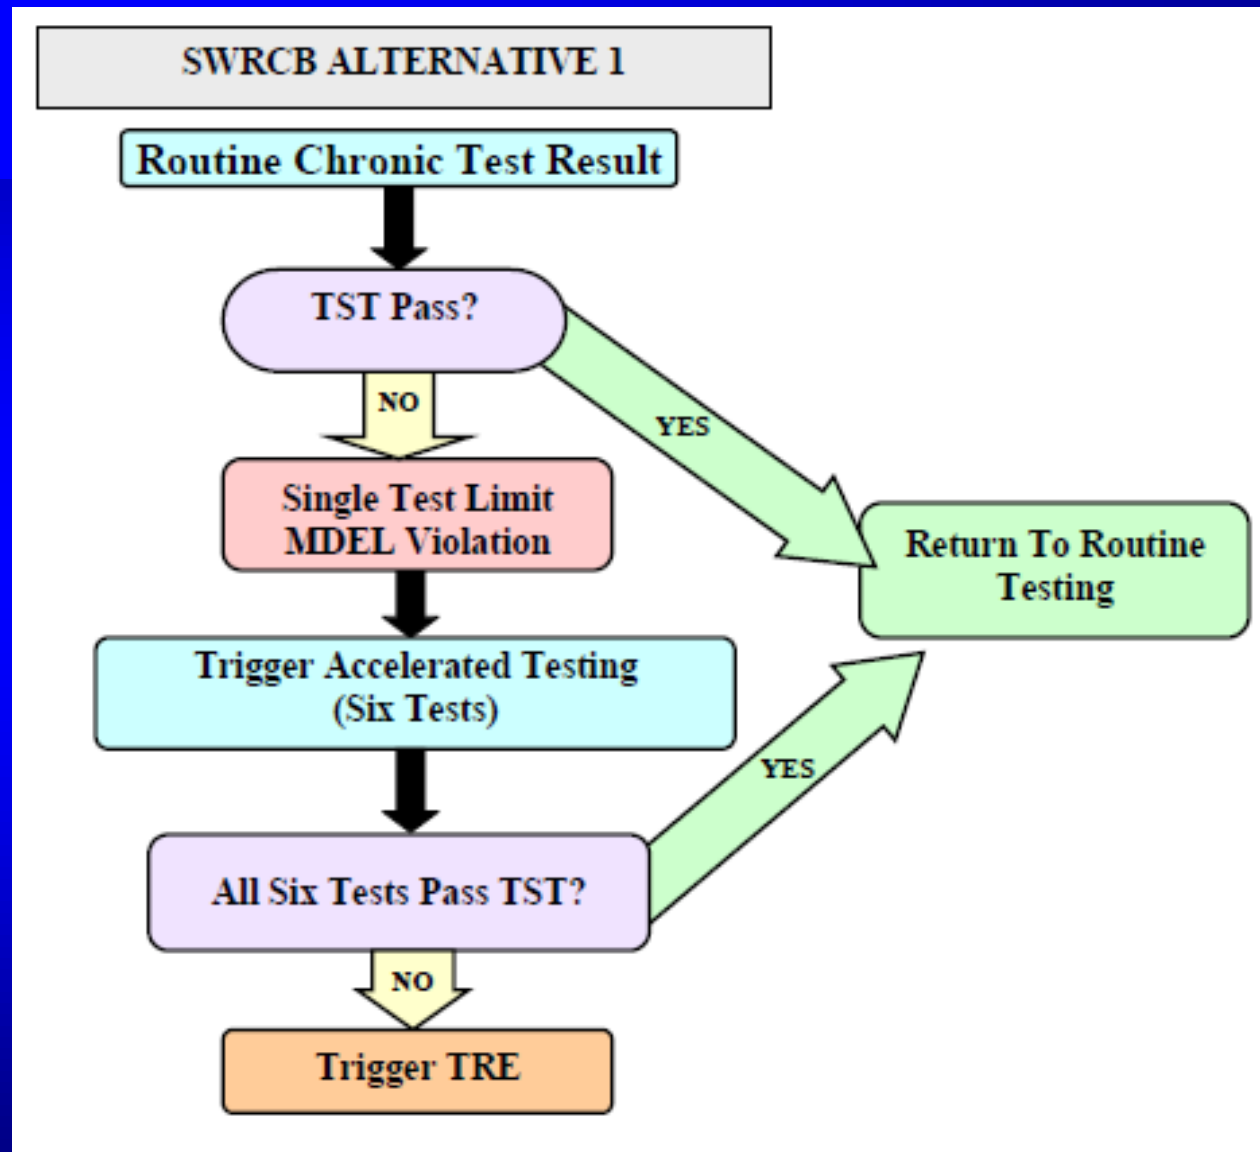 SWRCB ALTERNATIVE 1
Routine Chronic Test Result
TST Pass?
NO
YES
Single Test Limit
MDEL Violation
Return To Routine
Testing
Trigger Accelerated Testing
(Six Tests)
YES
All Six Tests Pass TST?
NO
Trigger TRE